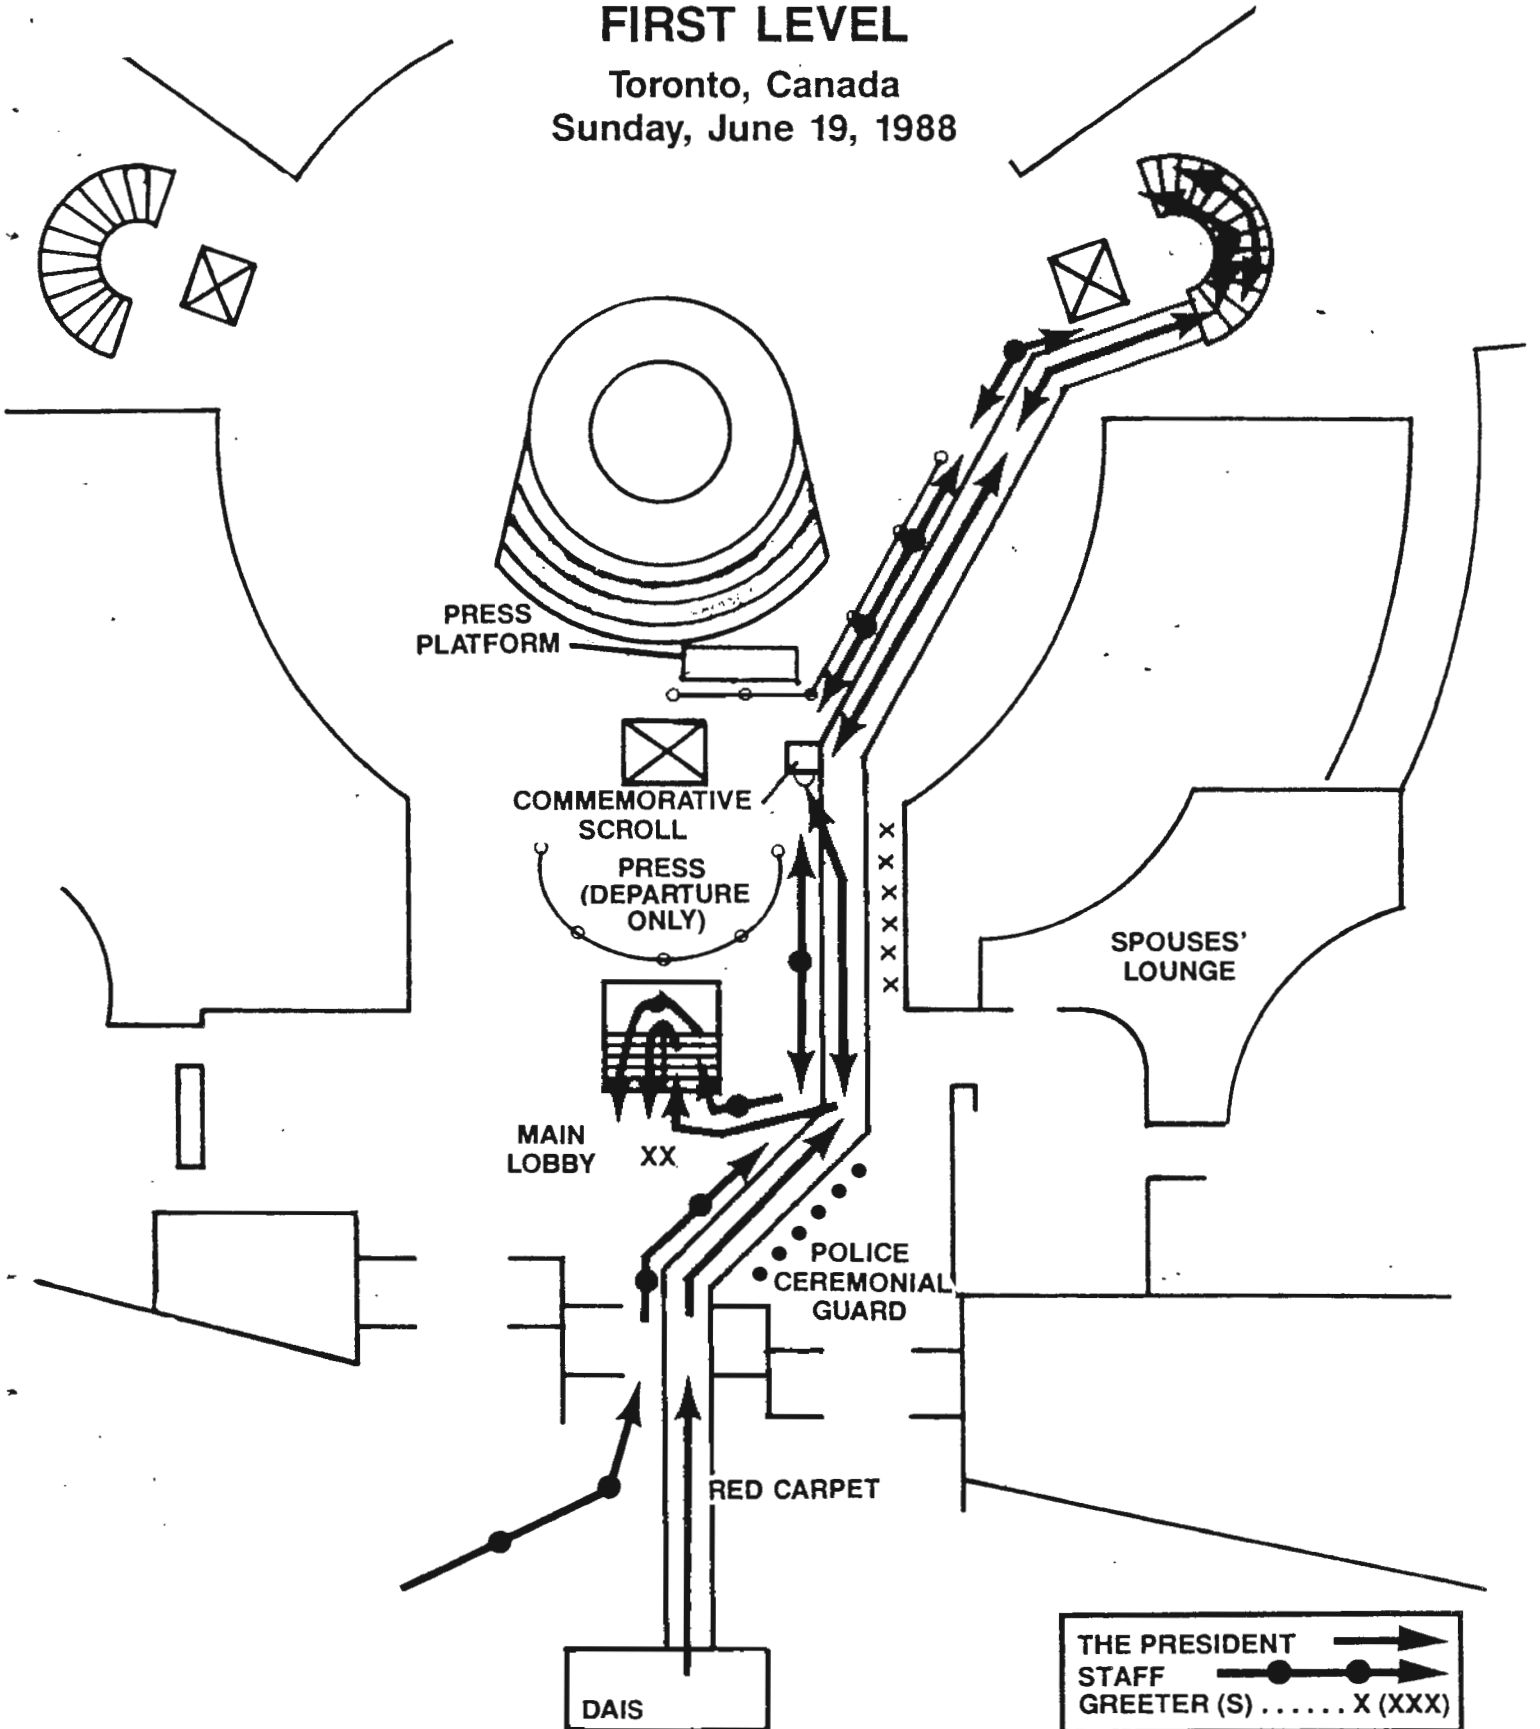 FIRST LEVEL
Toronto, Canada
Sunday, June 19, 1988
PRESS
PLATFORM
COMMEMORATIVE
SCROLL
PRESS
(DEPARTURE
ONLY)
X
X
X
X
X
X
SPOUSES'
LOUNGE
MAIN
LOBBY
XX
POLICE
CEREMONIAL
GUARD
RED CARPET
DAIS
THE PRESIDENT
STAFF
GREETER (S) ...... X (XXX)